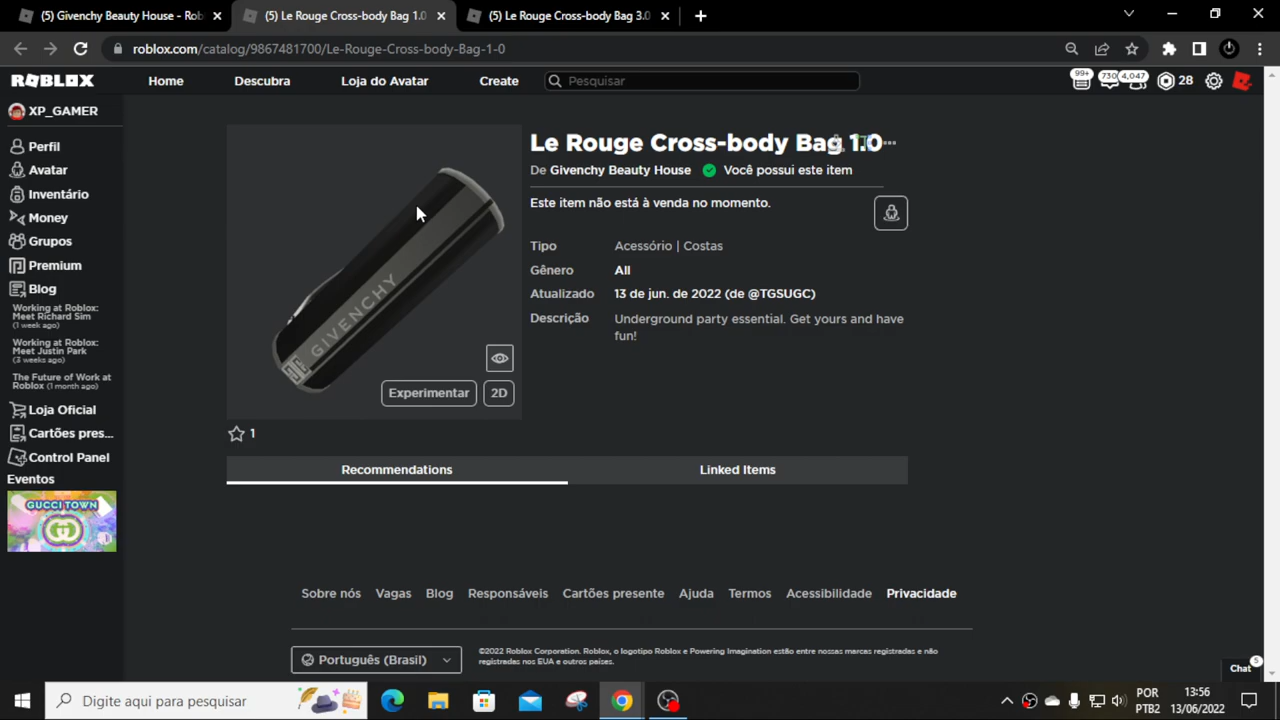 (5) Givenchy Beauty House - Rob
(5) Le Rouge Cross-body Bag 1.0
(5) Le Rouge Cross-body Bag 3.0
roblox.com/catalog/9867481700/Le-Rouge-Cross-body-Bag-1-0
ROBLOX
Home
Descubra
Loja do Avatar
Create
Pesquisar
99+
730
4,047
28
XP_GAMER
Perfil
Avatar
Inventário
Money
Grupos
Premium
Blog
Working at Roblox:
Meet Richard Sim
(1 week ago)
Working at Roblox:
Meet Justin Park
(3 weeks ago)
The Future of Work at
Roblox (1 month ago)
Loja Oficial
Cartões pres...
Control Panel
Eventos
GUCCI TOWN
GIVENCHY
Experimentar
2D
1
Le Rouge Cross-body Bag 1.0
De Givenchy Beauty House Você possui este item
Este item não está à venda no momento.
Tipo Acessório | Costas
Gênero All
Atualizado 13 de jun. de 2022 (de @TGSUGC)
Descrição Underground party essential. Get yours and have
fun!
Recommendations
Linked Items
Sobre nós
Vagas
Blog
Responsáveis
Cartões presente
Ajuda
Termos
Acessibilidade
Privacidade
Português (Brasil)
©2022 Roblox Corporation. Roblox, o logotipo Roblox e Powering Imagination estão entre nossas marcas registradas e não
registradas nos EUA e outros países.
Chat
5
Digite aqui para pesquisar
POR
PTB2
13:56
13/06/2022